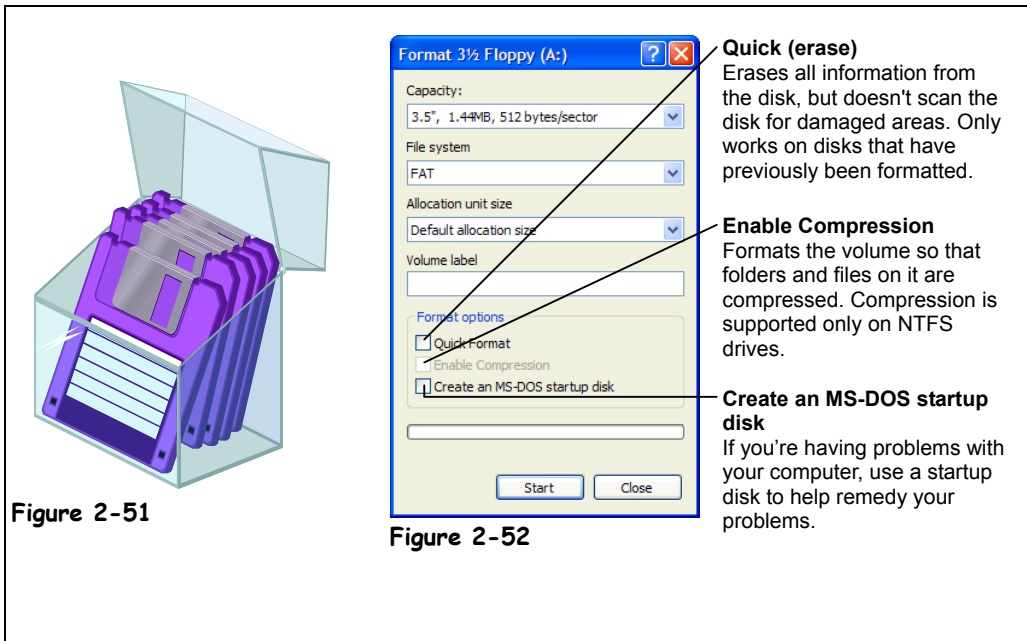 Format 3½ Floppy (A:)
Capacity:
3.5", 1.44MB, 512 bytes/sector
File system
FAT
Allocation unit size
Default allocation size
Volume label
Format options
Quick Format
Enable Compression
Create an MS-DOS startup disk
Start
Close
Quick (erase)
Erases all information from
the disk, but doesn't scan the
disk for damaged areas. Only
works on disks that have
previously been formatted.
Enable Compression
Formats the volume so that
folders and files on it are
compressed. Compression is
supported only on NTFS
drives.
Create an MS-DOS startup
disk
If you’re having problems with
your computer, use a startup
disk to help remedy your
problems.
Figure 2-51
Figure 2-52